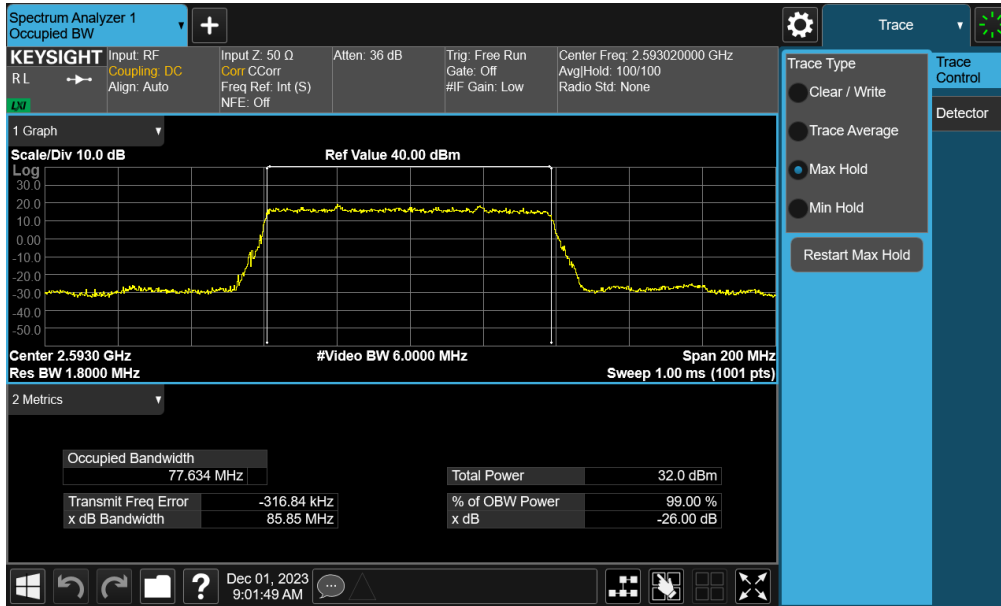 Spectrum Analyzer 1
Occupied BW
Trace
KEYSIGHT
R L
LXI
Input: RF
Coupling: DC
Align: Auto
Input Z: 50 Ω
Corr CCorr
Freq Ref: Int (S)
NFE: Off
Atten: 36 dB
Trig: Free Run
Gate: Off
#IF Gain: Low
Center Freq: 2.593020000 GHz
Avg|Hold: 100/100
Radio Std: None
1 Graph
Scale/Div 10.0 dB
Ref Value 40.00 dBm
Log
30.0
20.0
10.0
0.00
-10.0
-20.0
-30.0
-40.0
-50.0
Center 2.5930 GHz
#Video BW 6.0000 MHz
Span 200 MHz
Res BW 1.8000 MHz
Sweep 1.00 ms (1001 pts)
2 Metrics
Occupied Bandwidth
77.634 MHz
Transmit Freq Error -316.84 kHz
x dB Bandwidth 85.85 MHz
Total Power 32.0 dBm
% of OBW Power 99.00 %
x dB -26.00 dB
Trace Type
Clear / Write
Trace Average
Max Hold
Min Hold
Restart Max Hold
Trace
Control
Detector
?
Dec 01, 2023
9:01:49 AM